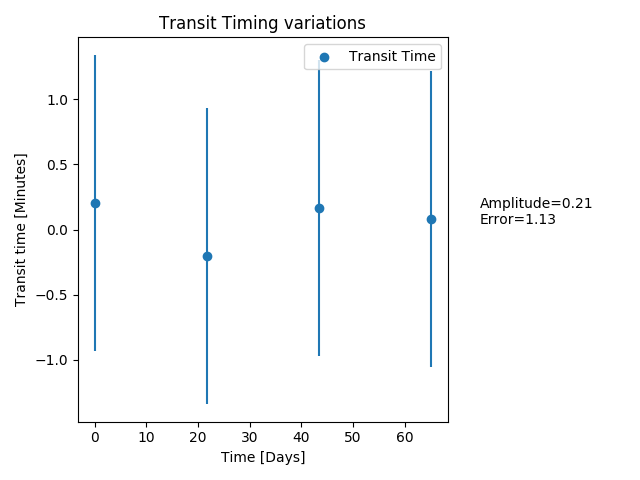 Transit Timing variations
Transit Time
1.0
0.5
0.0
−0.5
−1.0
Transit time [Minutes]
Amplitude=0.21
Error=1.13
0 10 20 30 40 50 60
Time [Days]